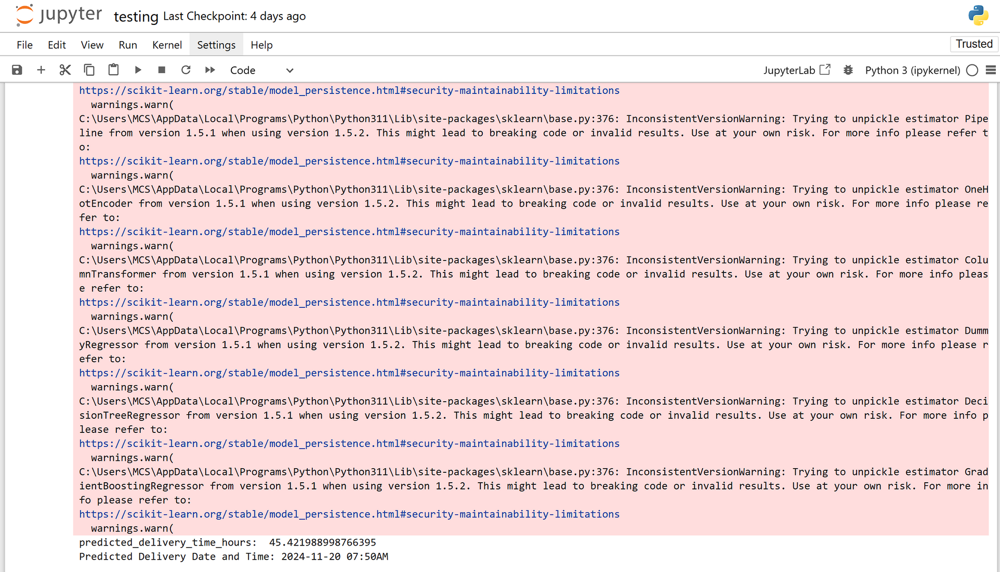 jupyter testing Last Checkpoint: 4 days ago
File Edit View Run Kernel Settings Help Trusted
Code JupyterLab Python 3 (ipykernel)
https://scikit-learn.org/stable/model_persistence.html#security-maintainability-limitations
  warnings.warn(
C:\Users\MCS\AppData\Local\Programs\Python\Python311\Lib\site-packages\sklearn\base.py:376: InconsistentVersionWarning: Trying to unpickle estimator Pipe
line from version 1.5.1 when using version 1.5.2. This might lead to breaking code or invalid results. Use at your own risk. For more info please refer t
o:
https://scikit-learn.org/stable/model_persistence.html#security-maintainability-limitations
  warnings.warn(
C:\Users\MCS\AppData\Local\Programs\Python\Python311\Lib\site-packages\sklearn\base.py:376: InconsistentVersionWarning: Trying to unpickle estimator OneH
otEncoder from version 1.5.1 when using version 1.5.2. This might lead to breaking code or invalid results. Use at your own risk. For more info please re
fer to:
https://scikit-learn.org/stable/model_persistence.html#security-maintainability-limitations
  warnings.warn(
C:\Users\MCS\AppData\Local\Programs\Python\Python311\Lib\site-packages\sklearn\base.py:376: InconsistentVersionWarning: Trying to unpickle estimator Colu
mnTransformer from version 1.5.1 when using version 1.5.2. This might lead to breaking code or invalid results. Use at your own risk. For more info pleas
e refer to:
https://scikit-learn.org/stable/model_persistence.html#security-maintainability-limitations
  warnings.warn(
C:\Users\MCS\AppData\Local\Programs\Python\Python311\Lib\site-packages\sklearn\base.py:376: InconsistentVersionWarning: Trying to unpickle estimator Dumm
yRegressor from version 1.5.1 when using version 1.5.2. This might lead to breaking code or invalid results. Use at your own risk. For more info please r
efer to:
https://scikit-learn.org/stable/model_persistence.html#security-maintainability-limitations
  warnings.warn(
C:\Users\MCS\AppData\Local\Programs\Python\Python311\Lib\site-packages\sklearn\base.py:376: InconsistentVersionWarning: Trying to unpickle estimator Deci
sionTreeRegressor from version 1.5.1 when using version 1.5.2. This might lead to breaking code or invalid results. Use at your own risk. For more info p
lease refer to:
https://scikit-learn.org/stable/model_persistence.html#security-maintainability-limitations
  warnings.warn(
C:\Users\MCS\AppData\Local\Programs\Python\Python311\Lib\site-packages\sklearn\base.py:376: InconsistentVersionWarning: Trying to unpickle estimator Grad
ientBoostingRegressor from version 1.5.1 when using version 1.5.2. This might lead to breaking code or invalid results. Use at your own risk. For more in
fo please refer to:
https://scikit-learn.org/stable/model_persistence.html#security-maintainability-limitations
  warnings.warn(
predicted_delivery_time_hours:  45.421988998766395
Predicted Delivery Date and Time: 2024-11-20 07:50AM